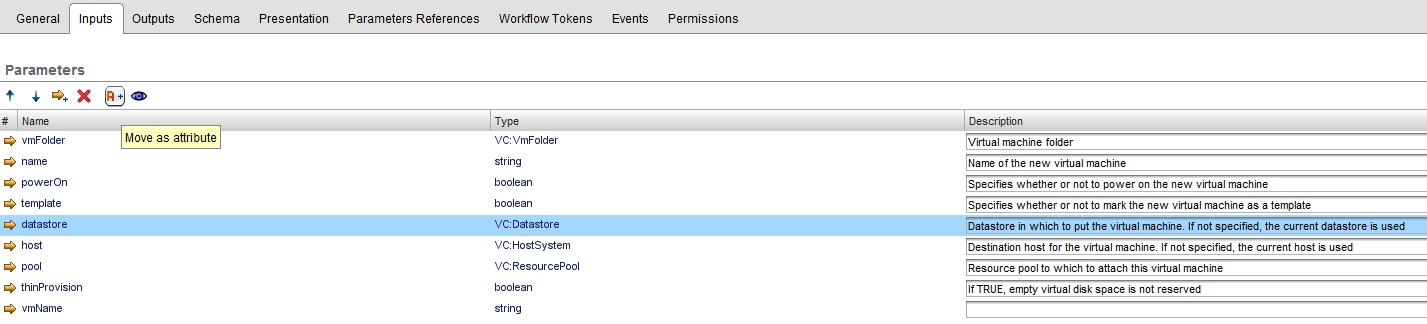 General Inputs Outputs Schema Presentation Parameters References Workflow Tokens Events Permissions
Parameters
A+
# Name Type Description
Move as attribute
vmFolder VC:VmFolder Virtual machine folder
name string Name of the new virtual machine
powerOn boolean Specifies whether or not to power on the new virtual machine
template boolean Specifies whether or not to mark the new virtual machine as a template
datastore VC:Datastore Datastore in which to put the virtual machine. If not specified, the current datastore is used
host VC:HostSystem Destination host for the virtual machine. If not specified, the current host is used
pool VC:ResourcePool Resource pool to which to attach this virtual machine
thinProvision boolean If TRUE, empty virtual disk space is not reserved
vmName string